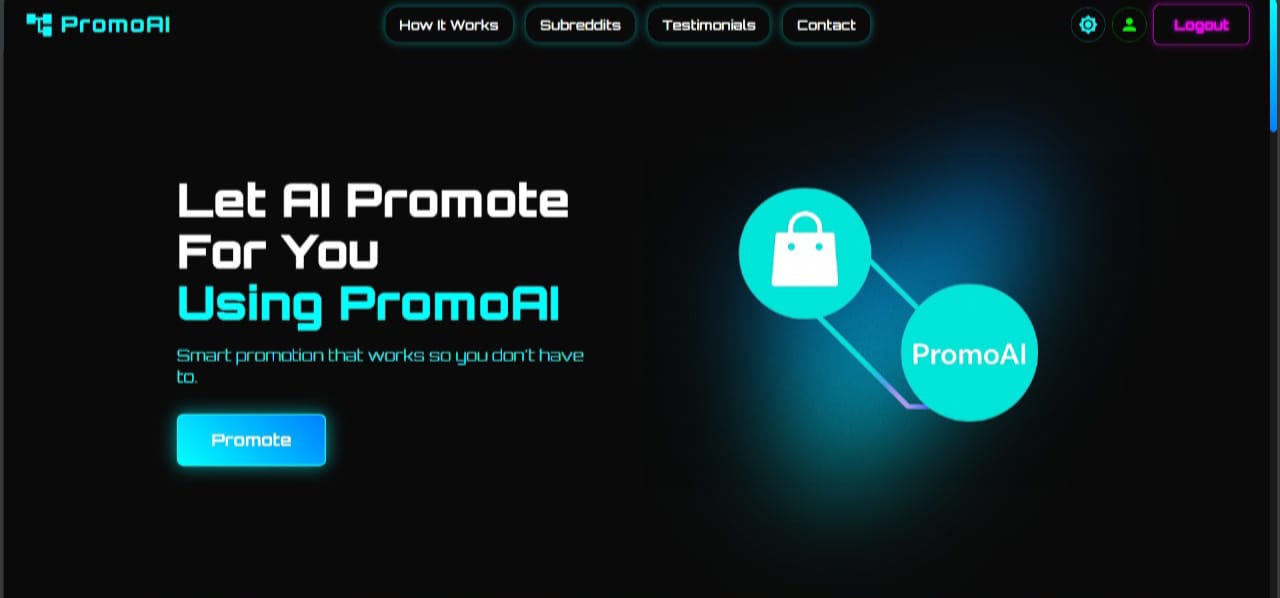 PromoAI
How It Works
Subreddits
Testimonials
Contact
Logout
Let AI Promote
For You
Using PromoAI
Smart promotion that works so you don't have
to.
Promote
PromoAI